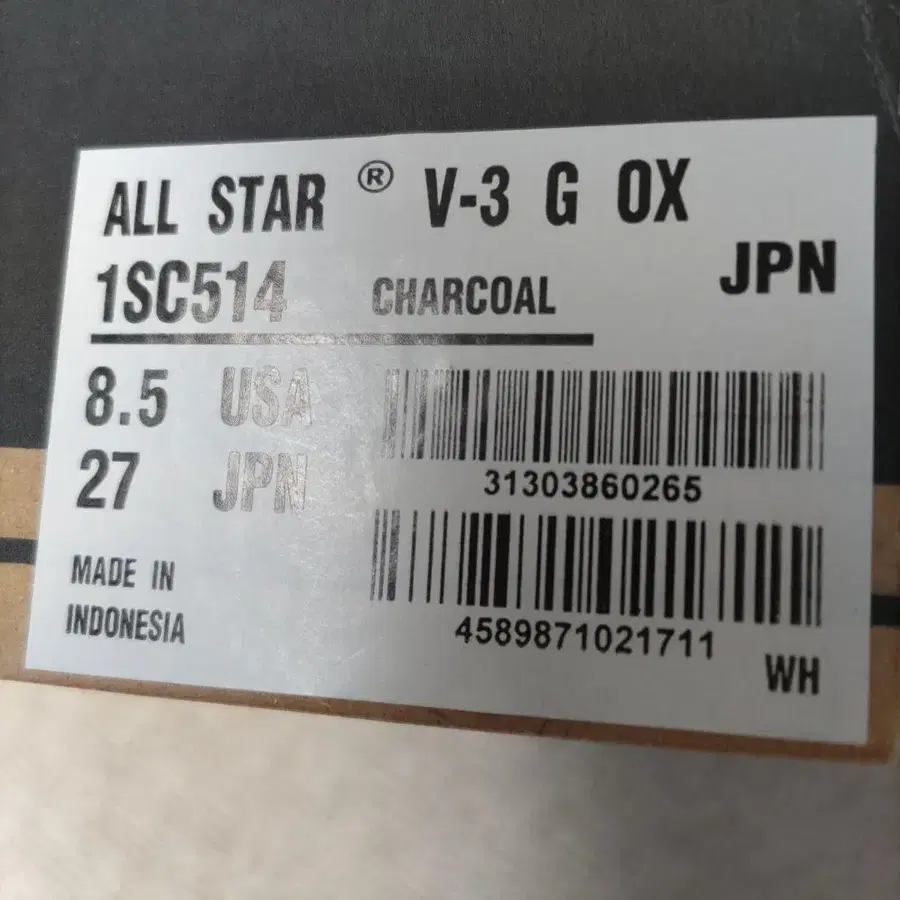 ALL STAR ® V-3 G OX
JPN
1SC514 CHARCOAL
8.5 USA
27 JPN
31303860265
MADE IN
INDONESIA
4589871021711
WH